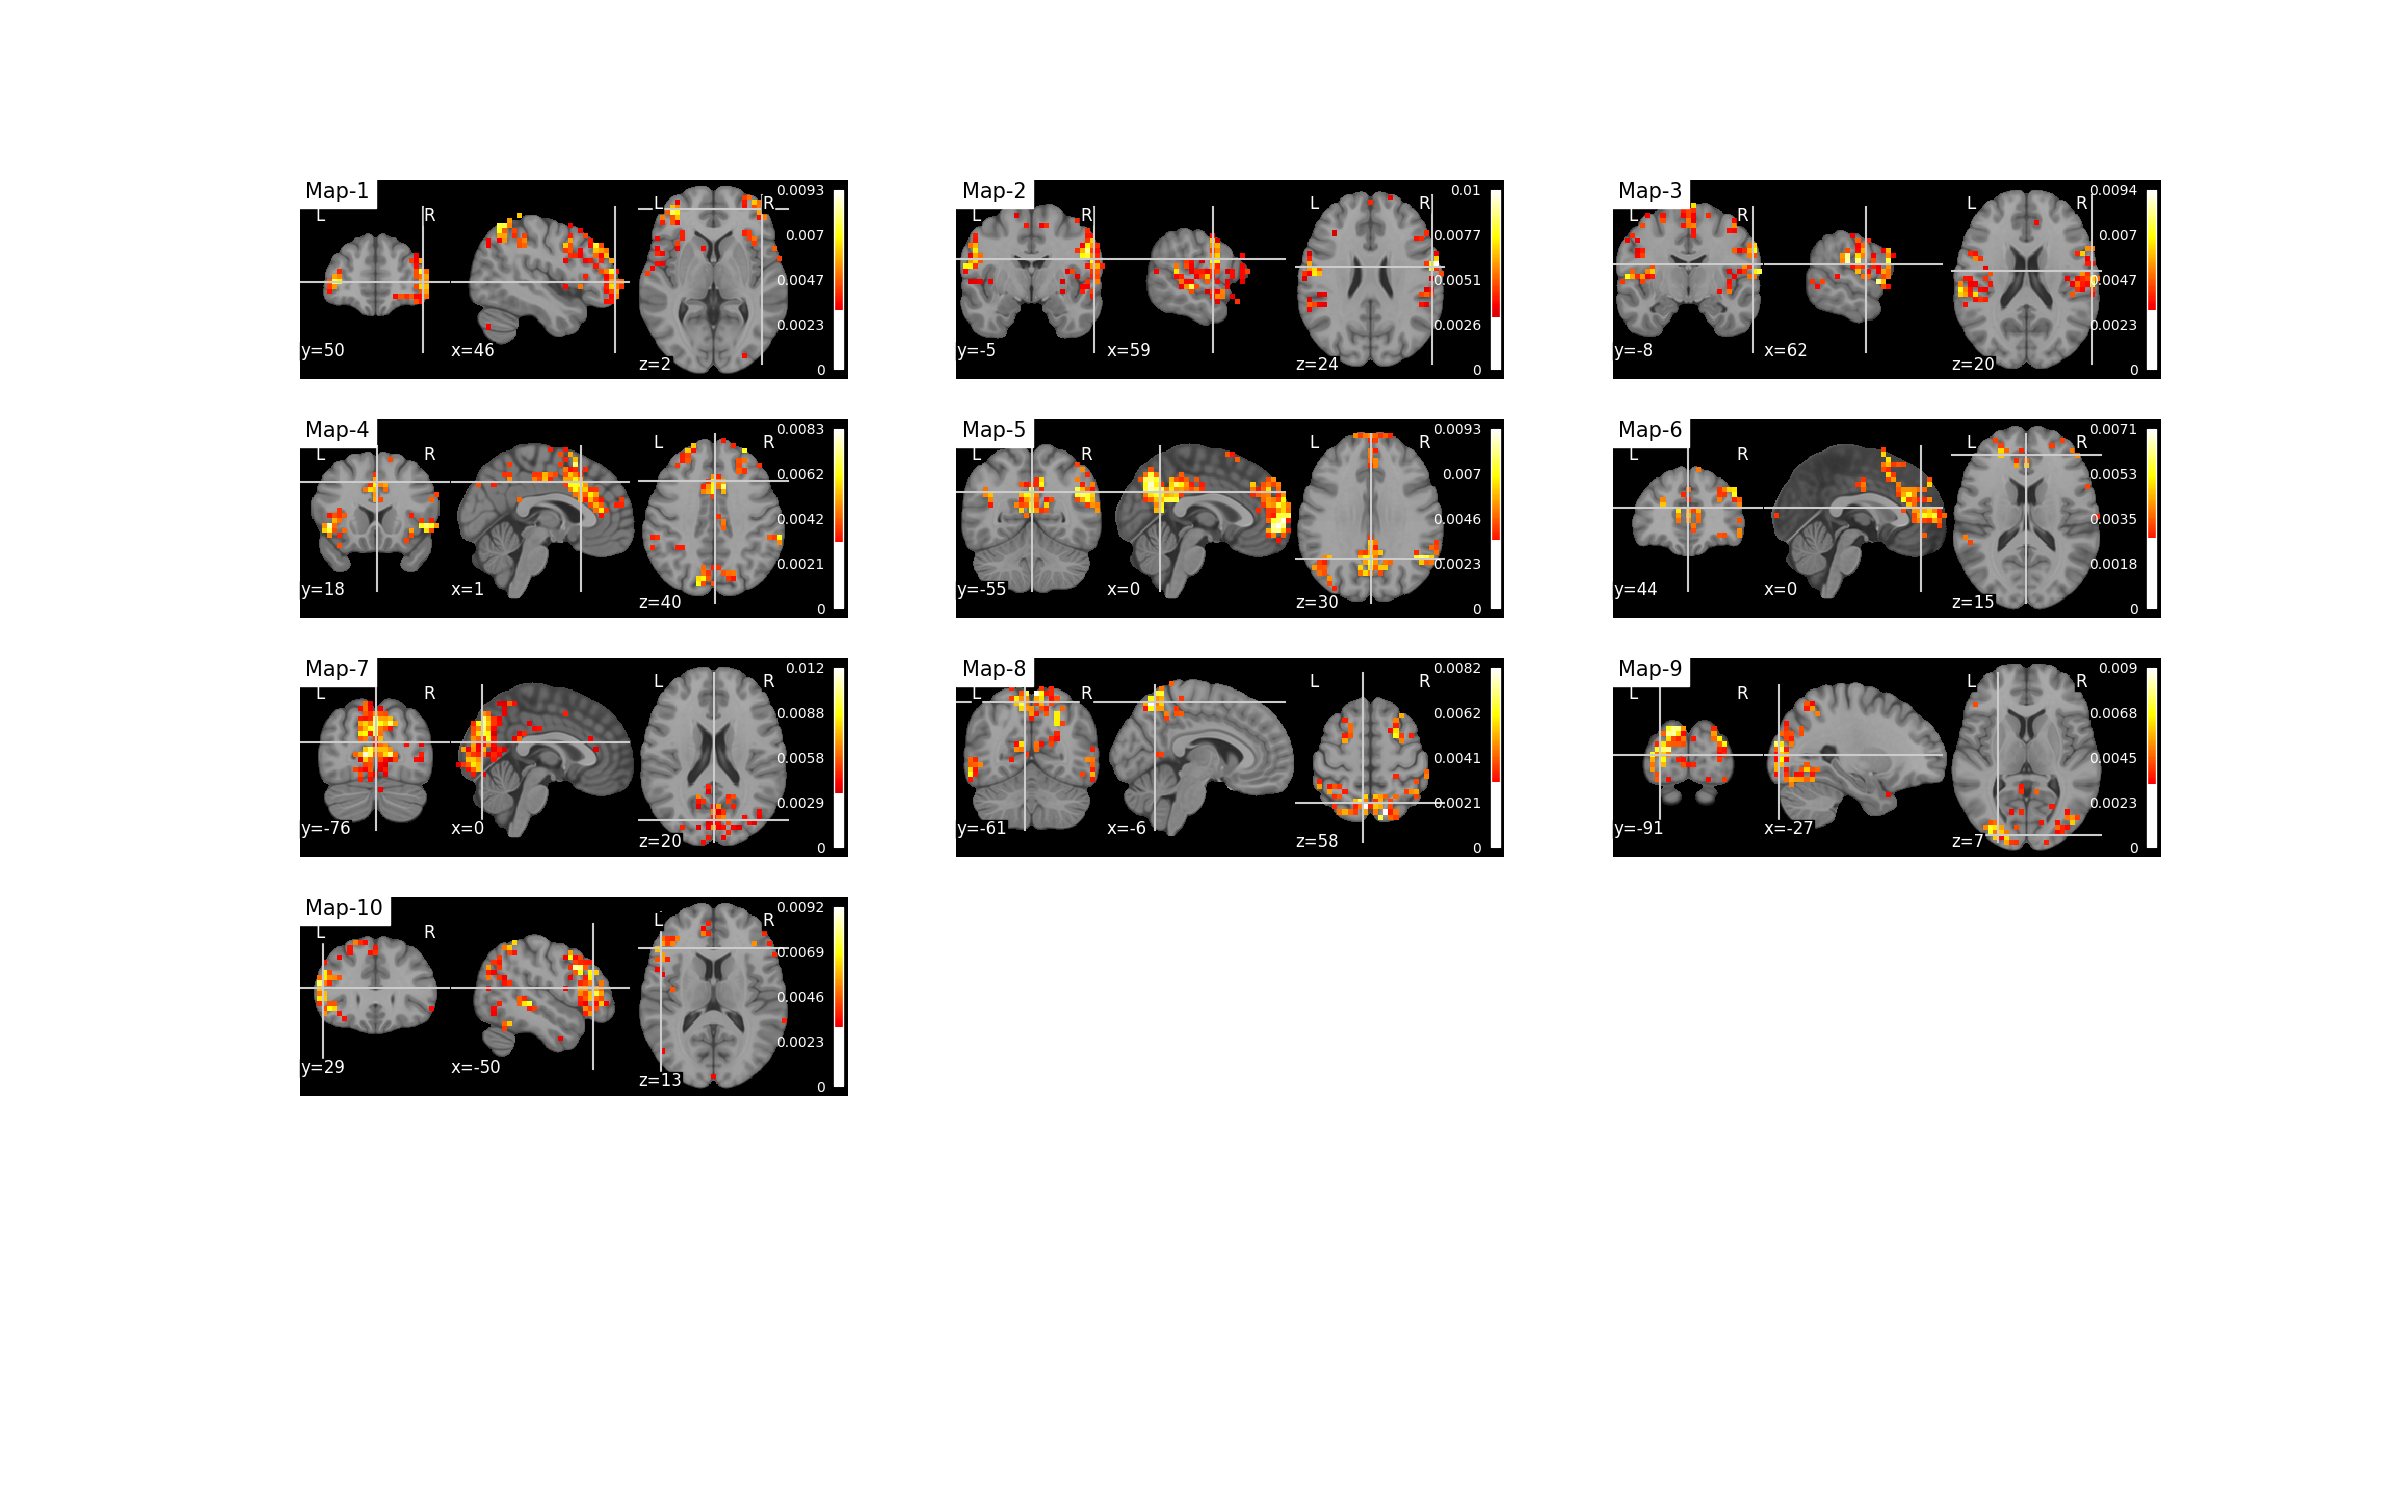 Map-1
L R L R
y=50 x=46 z=2
0.0093
0.007
0.0047
0.0023
0
Map-2
L R L R
y=-5 x=59 z=24
0.01
0.0077
0.0051
0.0026
0
Map-3
L R L R
y=-8 x=62 z=20
0.0094
0.007
0.0047
0.0023
0
Map-4
L R L R
y=18 x=1 z=40
0.0083
0.0062
0.0042
0.0021
0
Map-5
L R L R
y=-55 x=0 z=30
0.0093
0.007
0.0046
0.0023
0
Map-6
L R L R
y=44 x=0 z=15
0.0071
0.0053
0.0035
0.0018
0
Map-7
L R L R
y=-76 x=0 z=20
0.012
0.0088
0.0058
0.0029
0
Map-8
L R L R
y=-61 x=-6 z=58
0.0082
0.0062
0.0041
0.0021
0
Map-9
L R L R
y=-91 x=-27 z=7
0.009
0.0068
0.0045
0.0023
0
Map-10
L R L R
y=29 x=-50 z=13
0.0092
0.0069
0.0046
0.0023
0